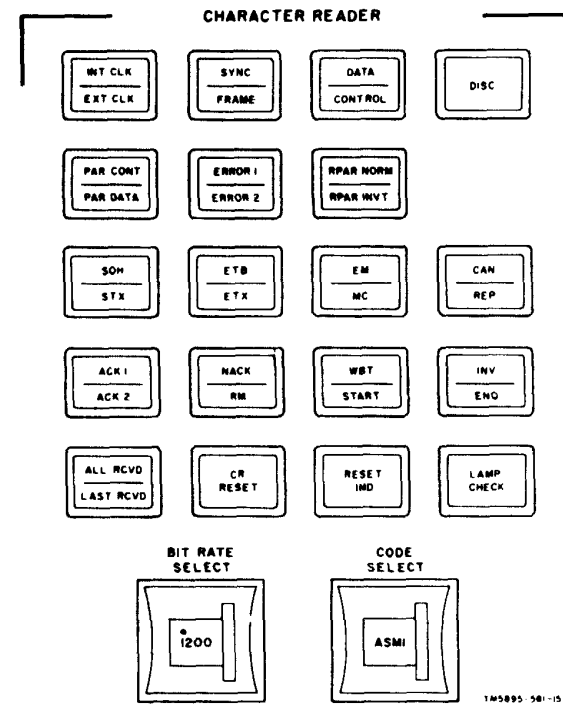 CHARACTER READER
INT CLK
EXT CLK
SYNC
FRAME
DATA
CONTROL
DISC
PAR CONT
PAR DATA
ERROR 1
ERROR 2
RPAR NORM
RPAR INVT
SOH
STX
ETB
ETX
EM
MC
CAN
REP
ACK 1
ACK 2
NACK
RM
WBT
START
INV
ENQ
ALL RCVD
LAST RCVD
CR
RESET
RESET
IND
LAMP
CHECK
BIT RATE
SELECT
CODE
SELECT
1200
ASMI
TM5895-581-15